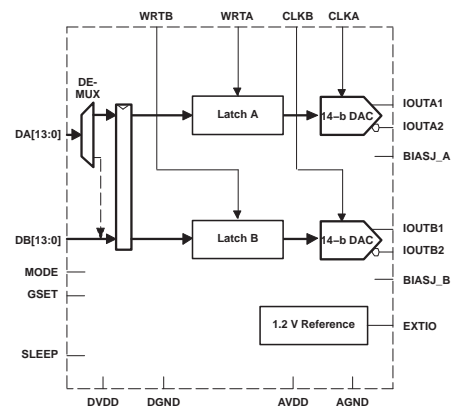 WRTB WRTA CLKB CLKA
DE-
MUX
DA[13:0]
Latch A
14–b DAC
IOUTA1
IOUTA2
BIASJ_A
DB[13:0]
Latch B
14–b DAC
IOUTB1
IOUTB2
BIASJ_B
MODE
GSET
1.2 V Reference
EXTIO
SLEEP
DVDD DGND AVDD AGND